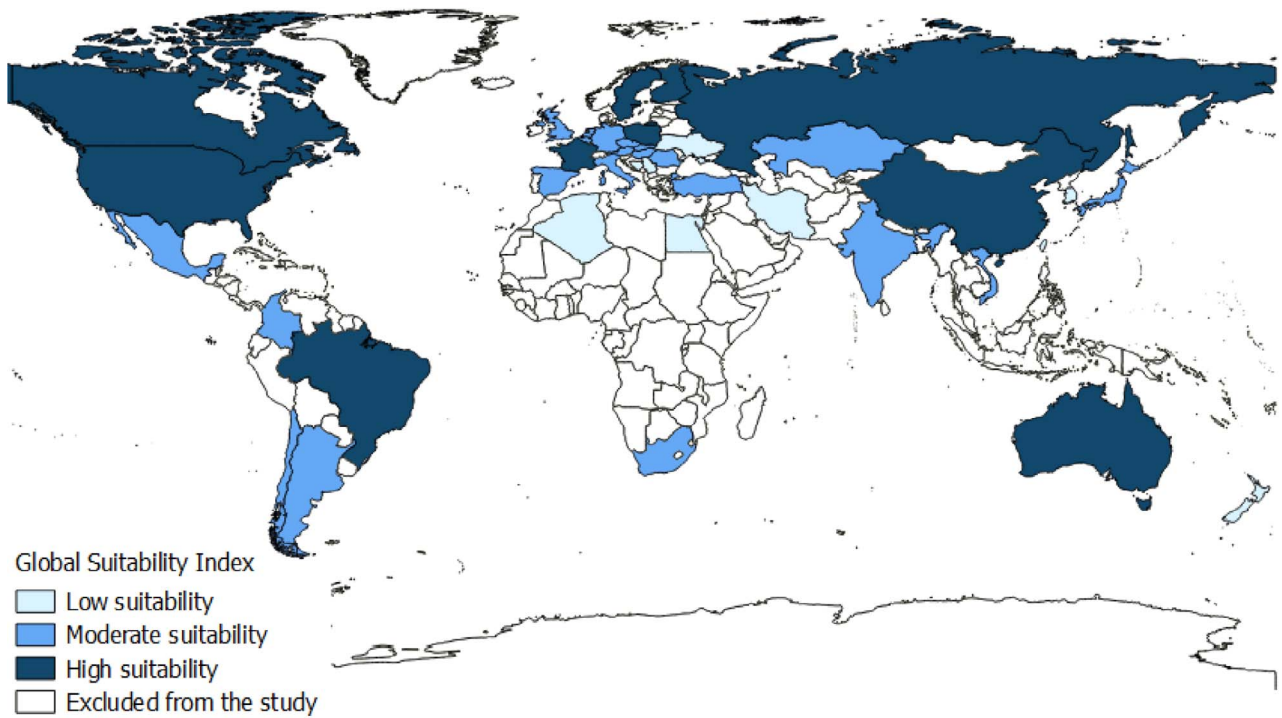 Global Suitability Index
Low suitability
Moderate suitability
High suitability
Excluded from the study